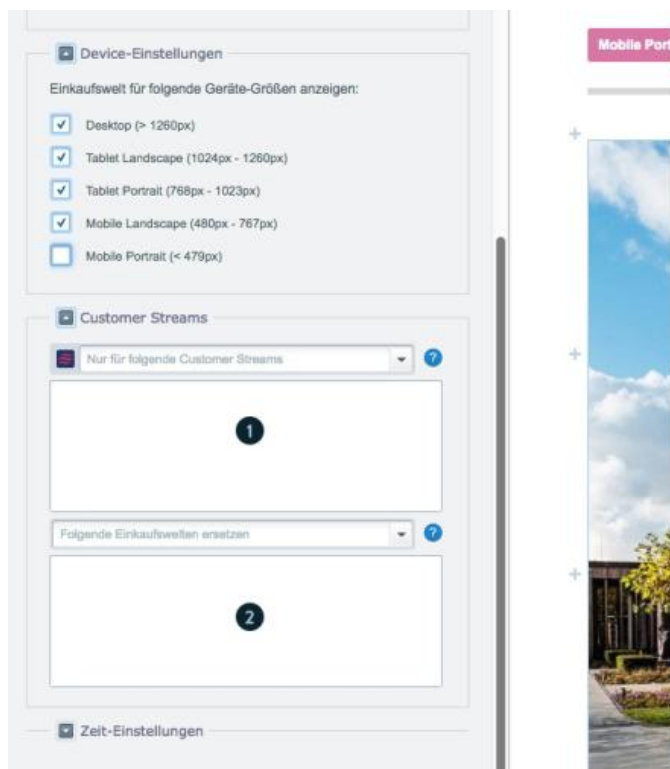 Device-Einstellungen
Einkaufswelt für folgende Geräte-Größen anzeigen:
Desktop (> 1260px)
Tablet Landscape (1024px - 1260px)
Tablet Portrait (768px - 1023px)
Mobile Landscape (480px - 767px)
Mobile Portrait (< 479px)
Customer Streams
Nur für folgende Customer Streams
?
1
Folgende Einkaufswelten ersetzen
?
2
Zeit-Einstellungen
Mobile Port